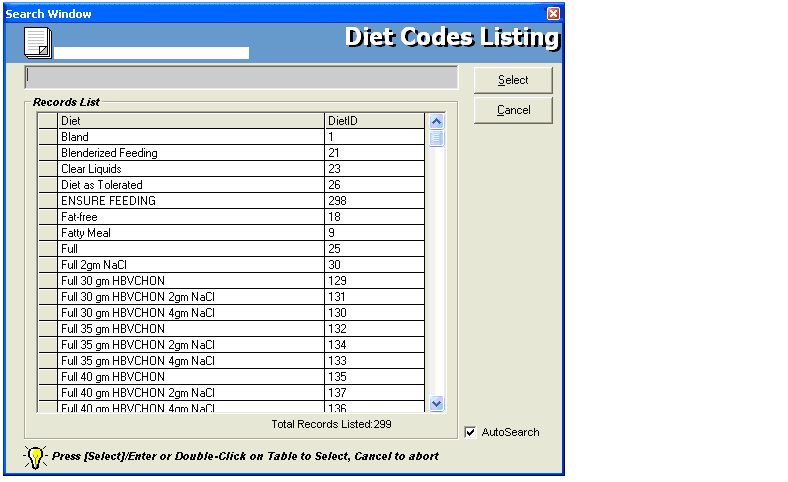 Search Window
Diet Codes Listing
Select
Cancel
Records List
Diet DietID
Bland 1
Blenderized Feeding 21
Clear Liquids 23
Diet as Tolerated 26
ENSURE FEEDING 298
Fat-free 18
Fatty Meal 9
Full 25
Full 2gm NaCl 30
Full 30 gm HBVCHON 129
Full 30 gm HBVCHON 2gm NaCl 131
Full 30 gm HBVCHON 4gm NaCl 130
Full 35 gm HBVCHON 132
Full 35 gm HBVCHON 2gm NaCl 134
Full 35 gm HBVCHON 4gm NaCl 133
Full 40 gm HBVCHON 135
Full 40 gm HBVCHON 2gm NaCl 137
Full 40 gm HBVCHON 4gm NaCl 136
Total Records Listed:299
AutoSearch
Press [Select]/Enter or Double-Click on Table to Select, Cancel to abort